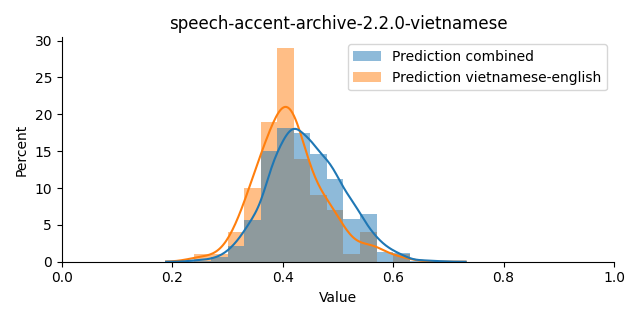 speech-accent-archive-2.2.0-vietnamese
Prediction combined
Prediction vietnamese-english
Percent
30
25
20
15
10
5
0
0.0 0.2 0.4 0.6 0.8 1.0
Value